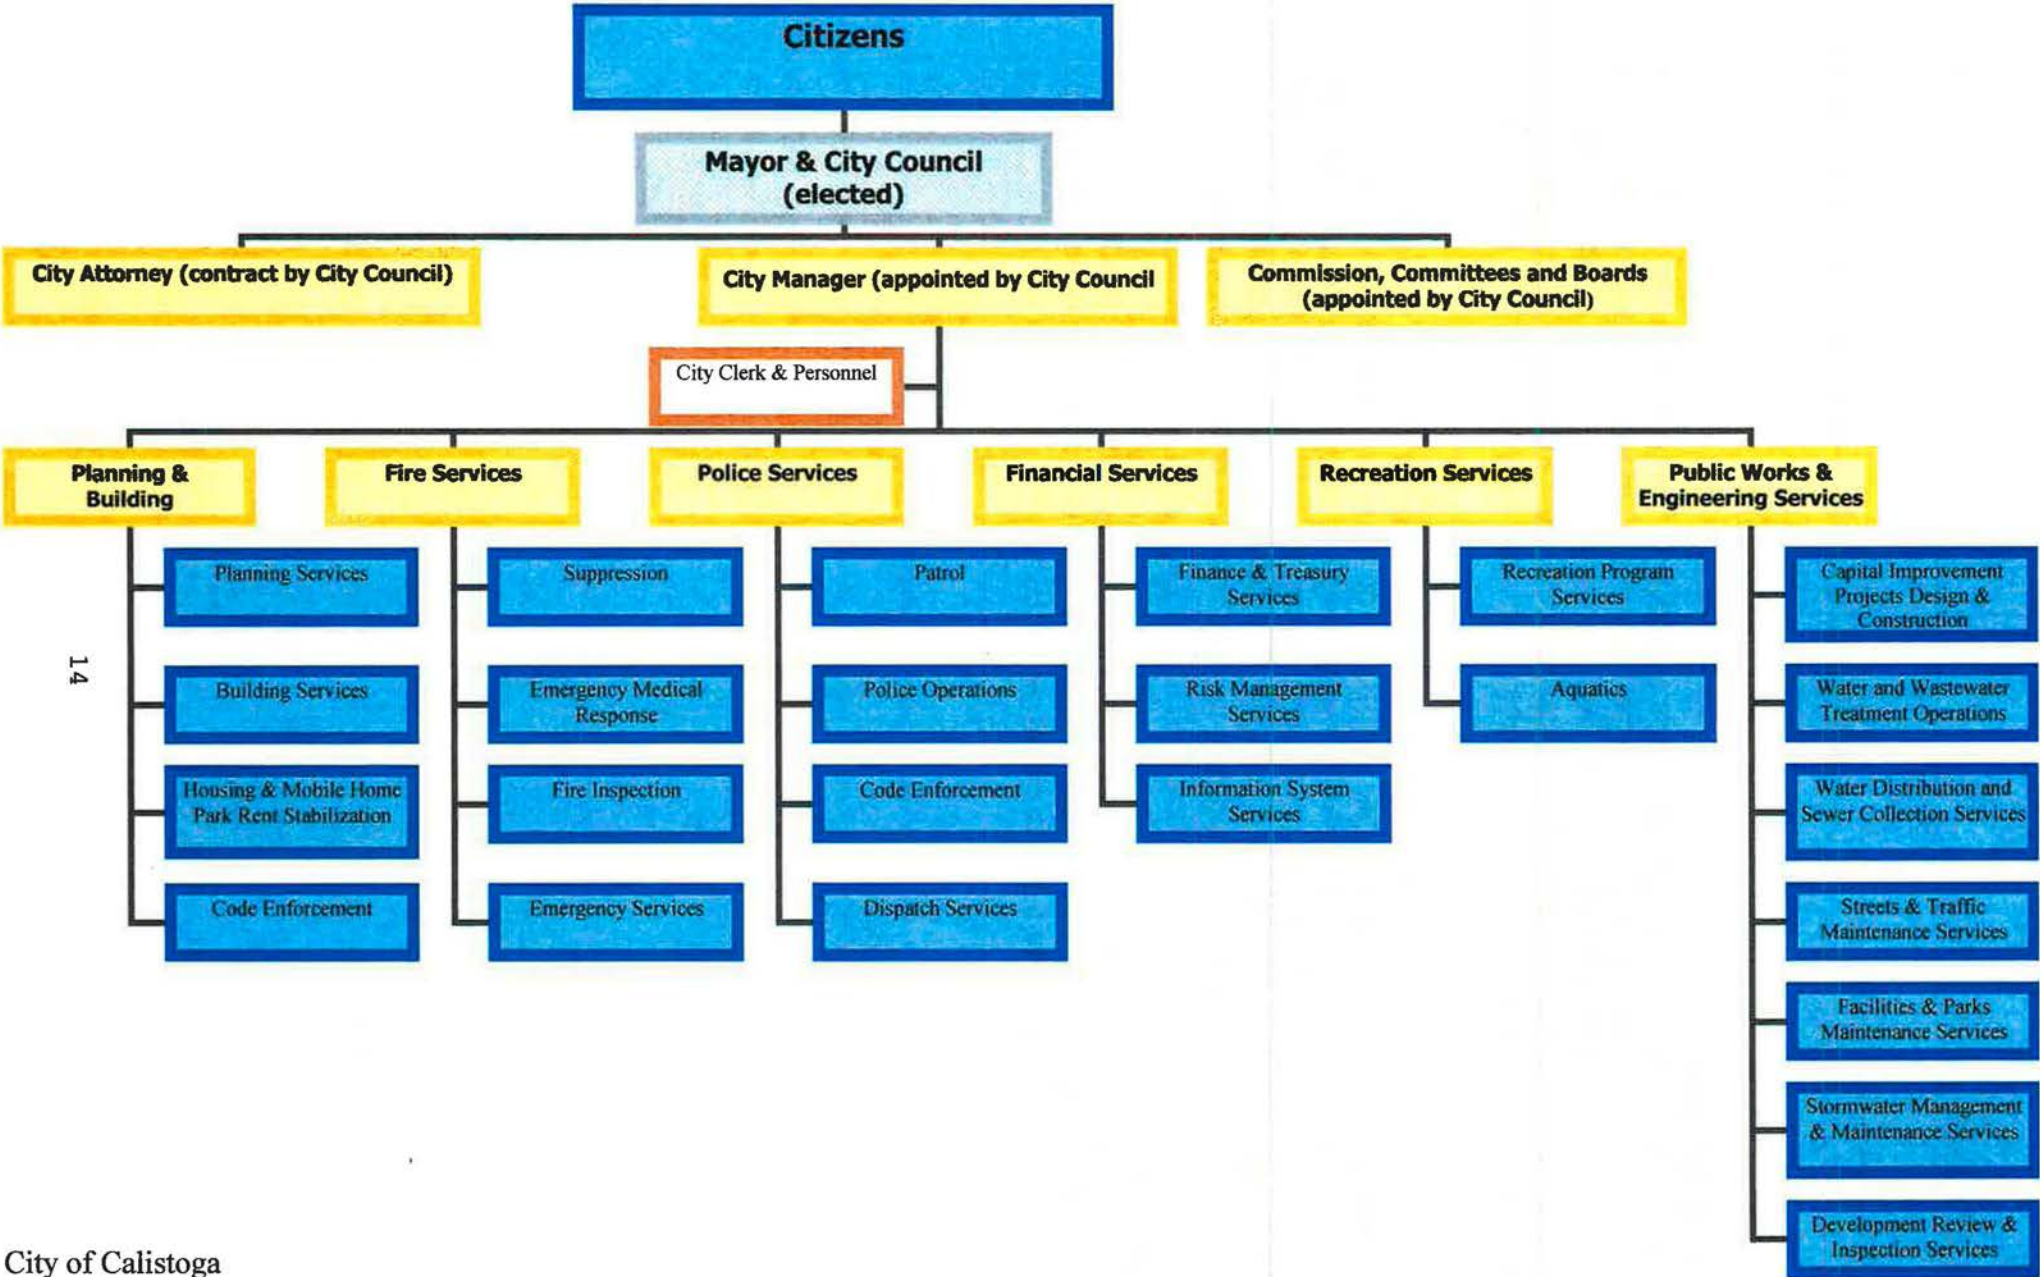 Citizens
Mayor & City Council
(elected)
City Attorney (contract by City Council)
City Manager (appointed by City Council
Commission, Committees and Boards
(appointed by City Council)
City Clerk & Personnel
Planning &
Building
Planning Services
Building Services
Housing & Mobile Home
Park Rent Stabilization
Code Enforcement
Fire Services
Suppression
Emergency Medical
Response
Fire Inspection
Emergency Services
Police Services
Patrol
Police Operations
Code Enforcement
Dispatch Services
Financial Services
Finance & Treasury
Services
Risk Management
Services
Information System
Services
Recreation Services
Recreation Program
Services
Aquatics
Public Works &
Engineering Services
Capital Improvement
Projects Design &
Construction
Water and Wastewater
Treatment Operations
Water Distribution and
Sewer Collection Services
Streets & Traffic
Maintenance Services
Facilities & Parks
Maintenance Services
Stormwater Management
& Maintenance Services
Development Review &
Inspection Services
14
City of Calistoga